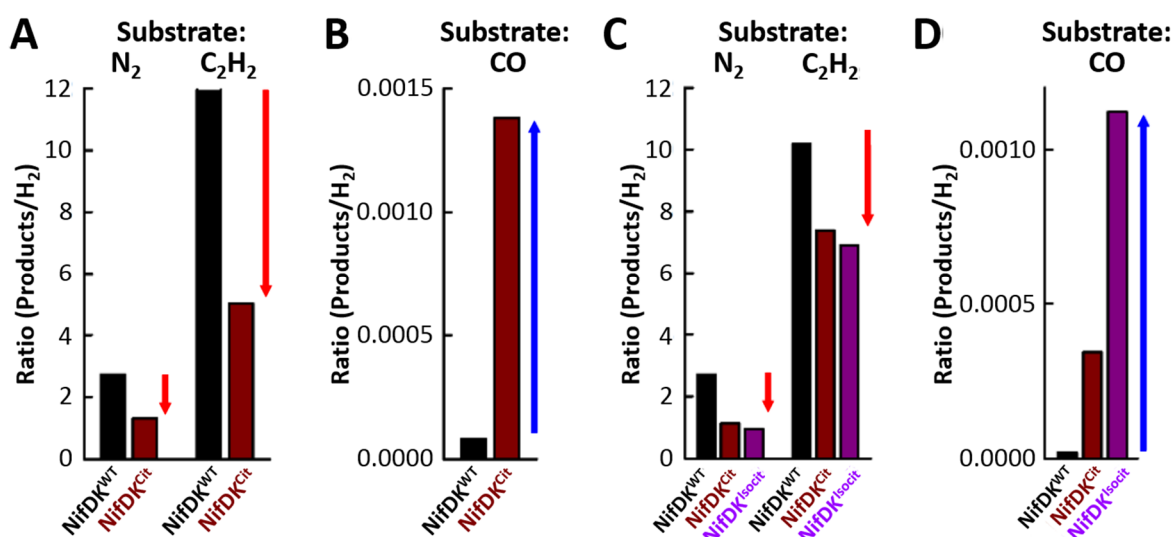 A
Substrate:
N₂ C₂H₂
Ratio (Products/H₂)
12
10
8
6
4
2
0
NifDKᵂᵀ
NifDKᶜⁱᵗ
NifDKᵂᵀ
NifDKᶜⁱᵗ
B
Substrate:
CO
Ratio (Products/H₂)
0.0015
0.0010
0.0005
0.0000
NifDKᵂᵀ
NifDKᶜⁱᵗ
C
Substrate:
N₂ C₂H₂
Ratio (Products/H₂)
12
10
8
6
4
2
0
NifDKᵂᵀ
NifDKᶜⁱᵗ
NifDKᴵˢᵒᶜⁱᵗ
NifDKᵂᵀ
NifDKᶜⁱᵗ
NifDKᴵˢᵒᶜⁱᵗ
D
Substrate:
CO
Ratio (Products/H₂)
0.0010
0.0005
0.0000
NifDKᵂᵀ
NifDKᶜⁱᵗ
NifDKᴵˢᵒᶜⁱᵗ